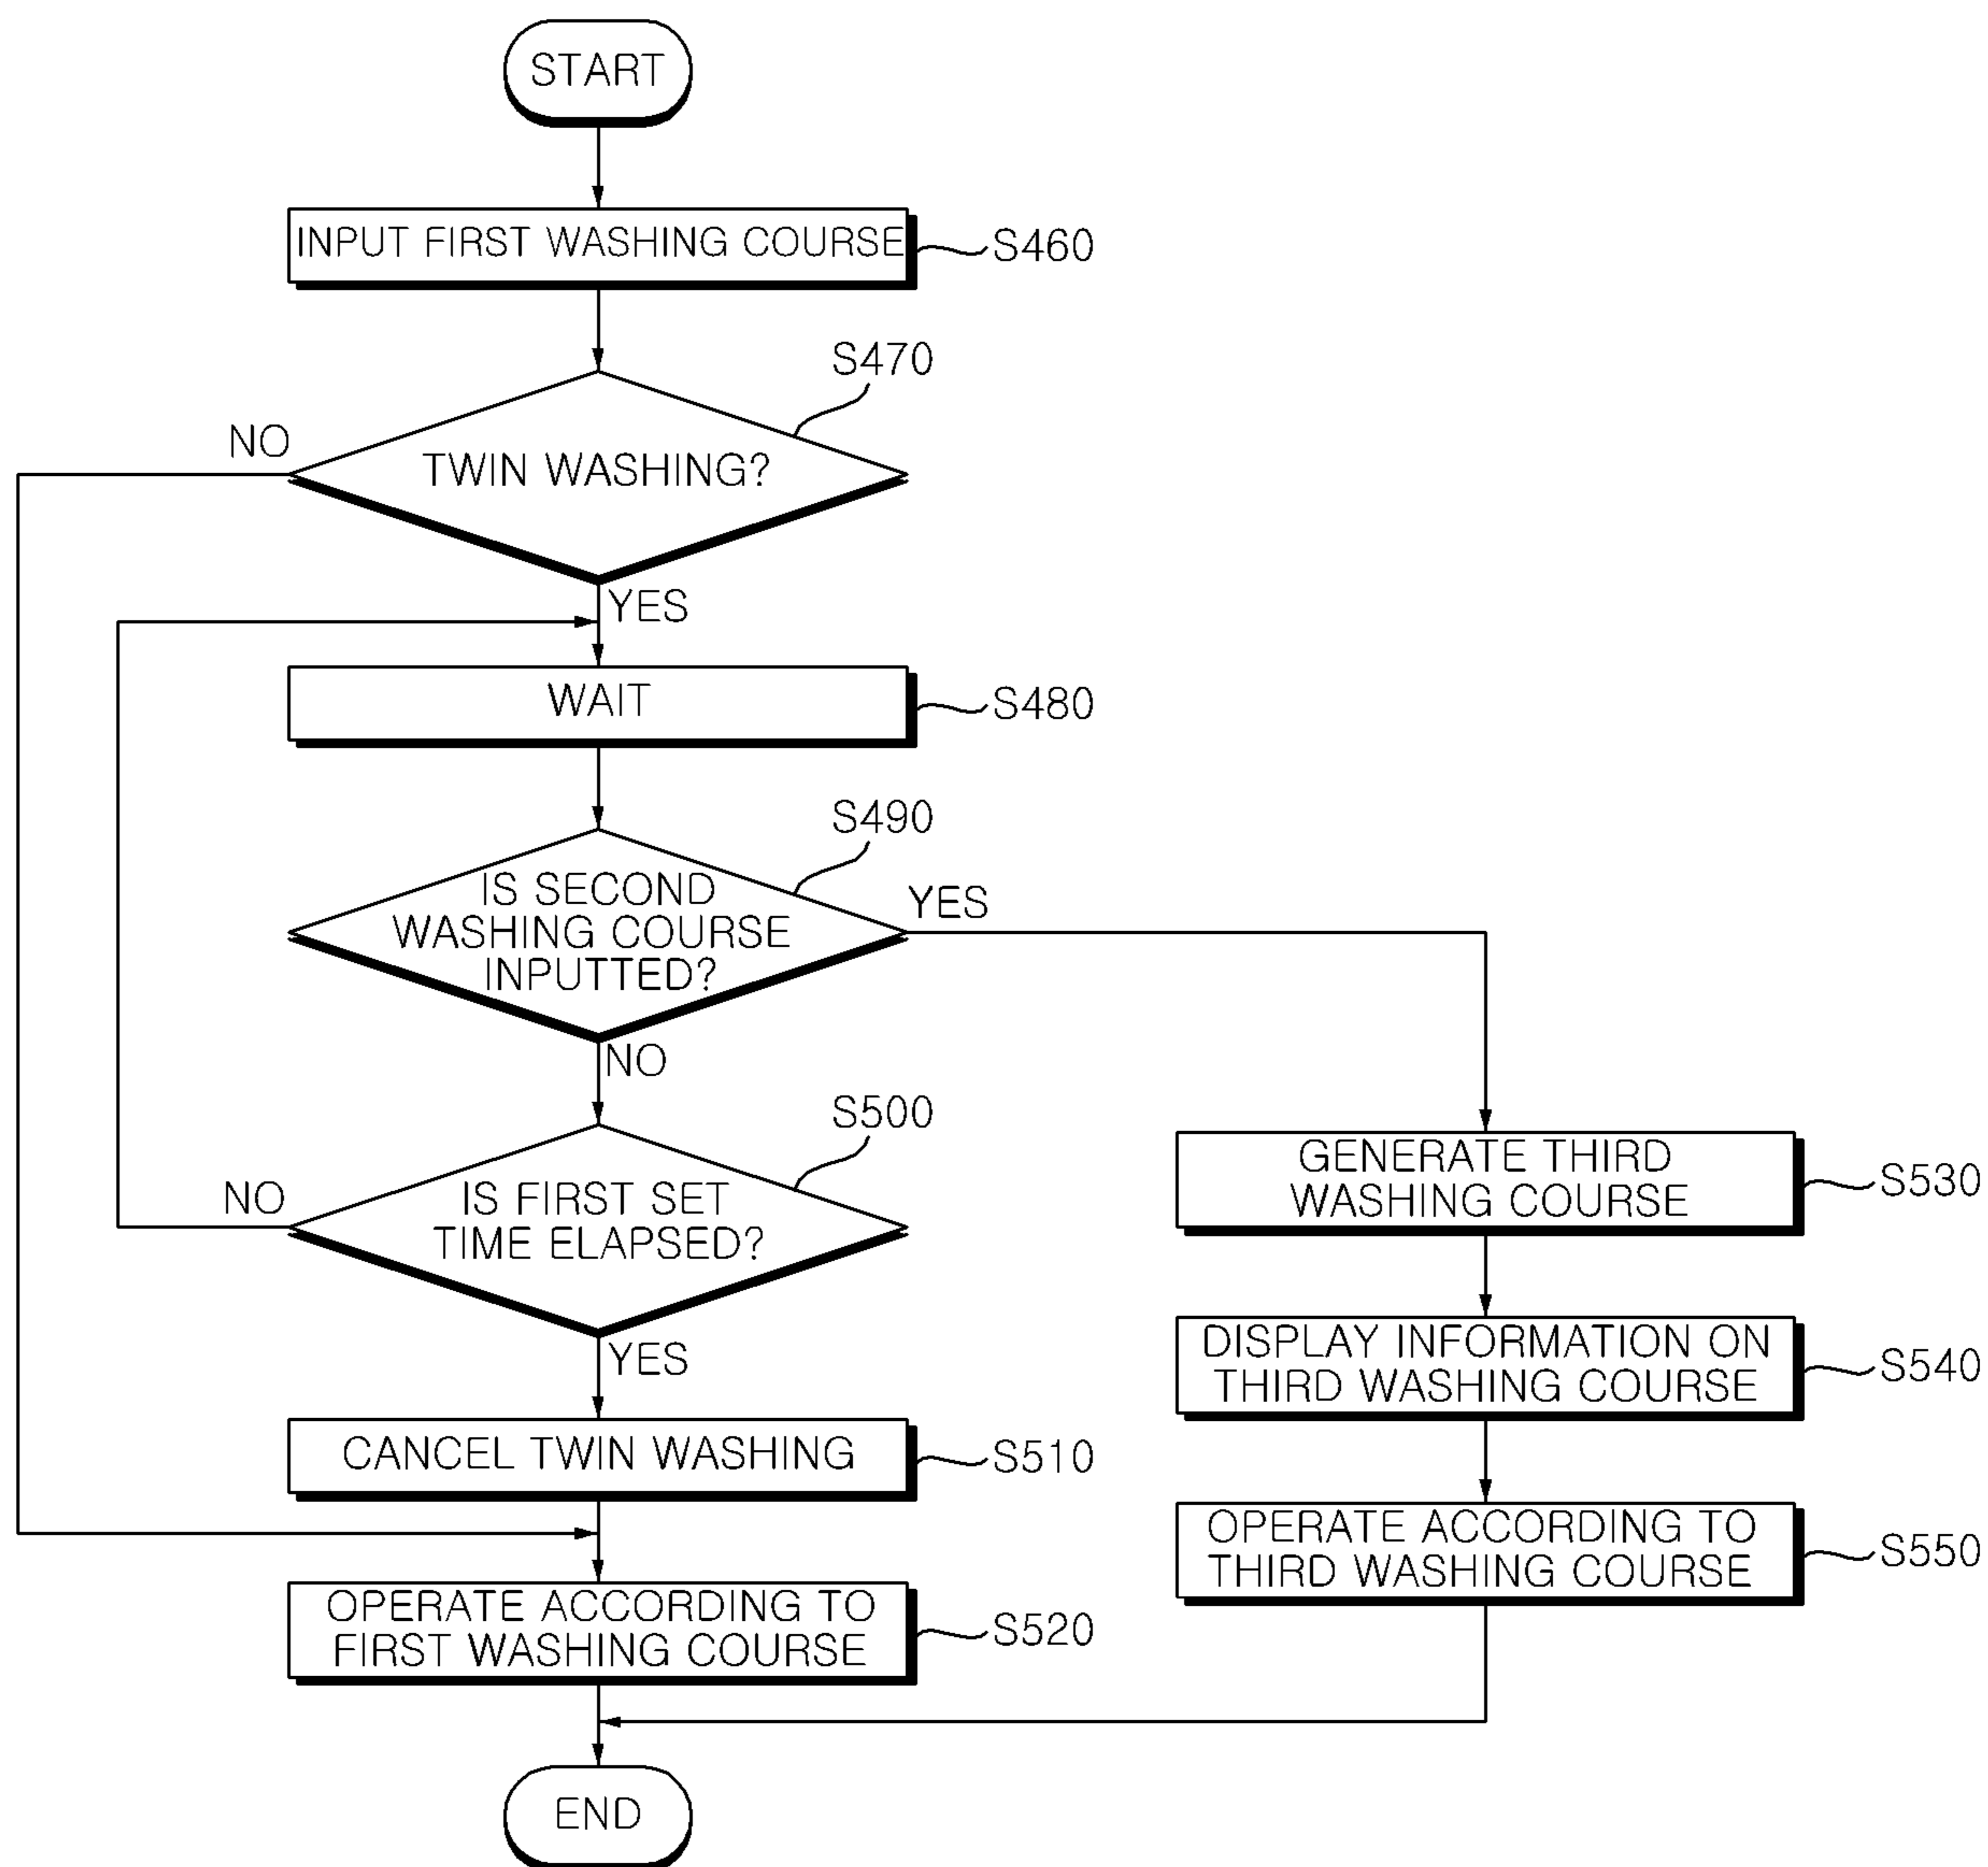 START
INPUT FIRST WASHING COURSE
S460
S470
NO
TWIN WASHING?
YES
WAIT
S480
S490
IS SECOND
WASHING COURSE
INPUTTED?
YES
NO
S500
NO
IS FIRST SET
TIME ELAPSED?
YES
GENERATE THIRD
WASHING COURSE
S530
DISPLAY INFORMATION ON
THIRD WASHING COURSE
S540
CANCEL TWIN WASHING
S510
OPERATE ACCORDING TO
THIRD WASHING COURSE
S550
OPERATE ACCORDING TO
FIRST WASHING COURSE
S520
END